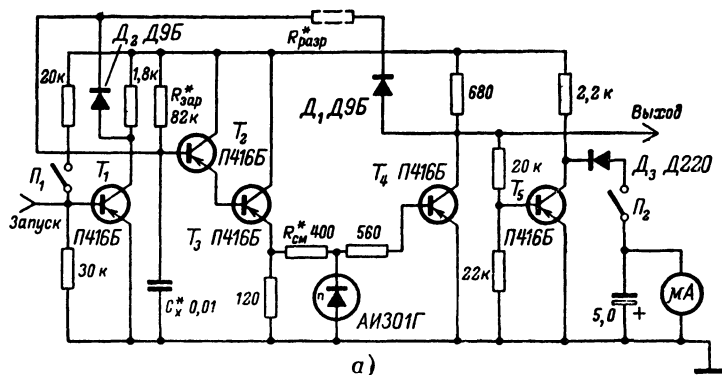 Д₂ Д9Б
R*разр
20к
1,8к
R*зар
82к
Д₁ Д9Б
680
2,2к
Выход
T₂
П416Б
П₁
T₁
T₄ П416Б
20 к
T₅
Д₃ Д220
П₂
Запуск
П416Б
T₃
П416Б
R*см 400
560
П416Б
30 к
C*х 0,01
120
п
АИ301Г
22к
5,0
+
мА
а)